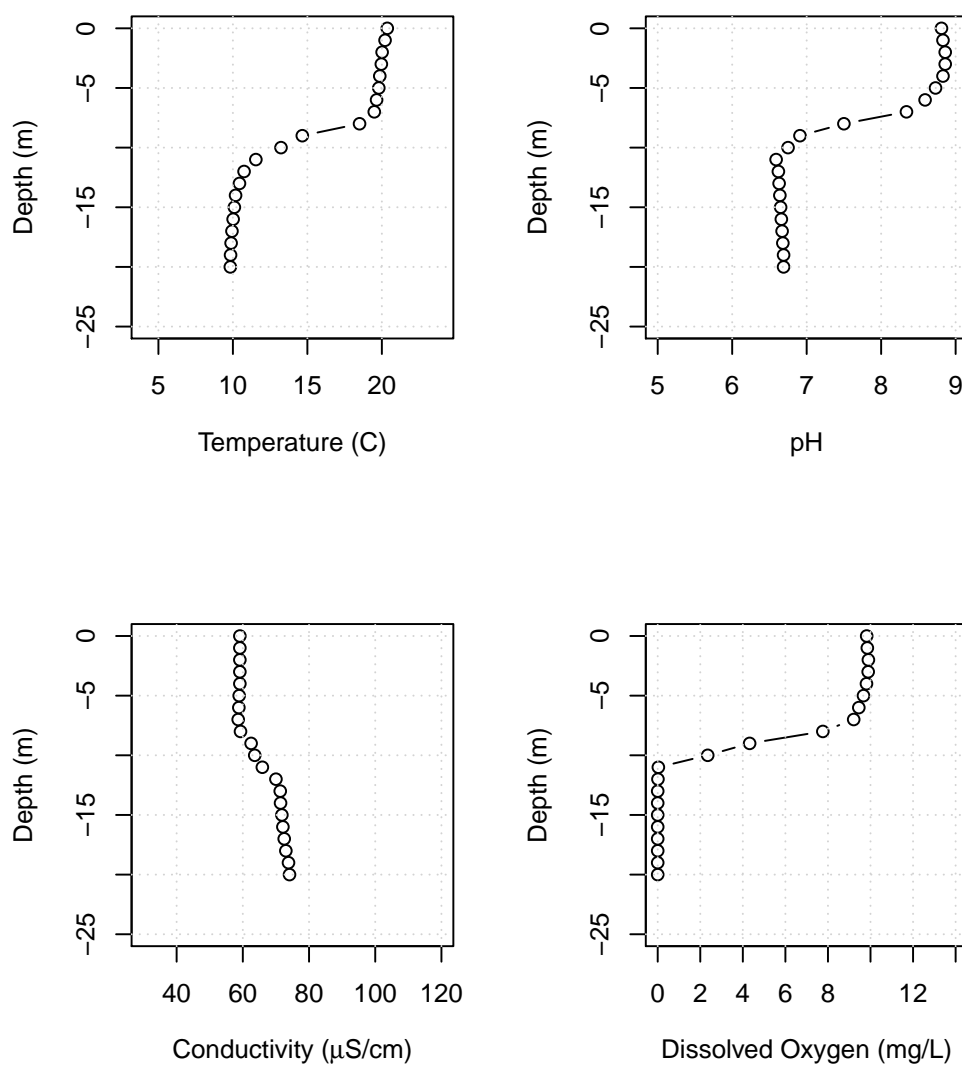 0
−5
−15
−25
Depth (m)
5 10 15 20
Temperature (C)
0
−5
−15
−25
Depth (m)
5 6 7 8 9
pH
0
−5
−15
−25
Depth (m)
40 60 80 100 120
Conductivity (μS/cm)
0
−5
−15
−25
Depth (m)
0 2 4 6 8 12
Dissolved Oxygen (mg/L)